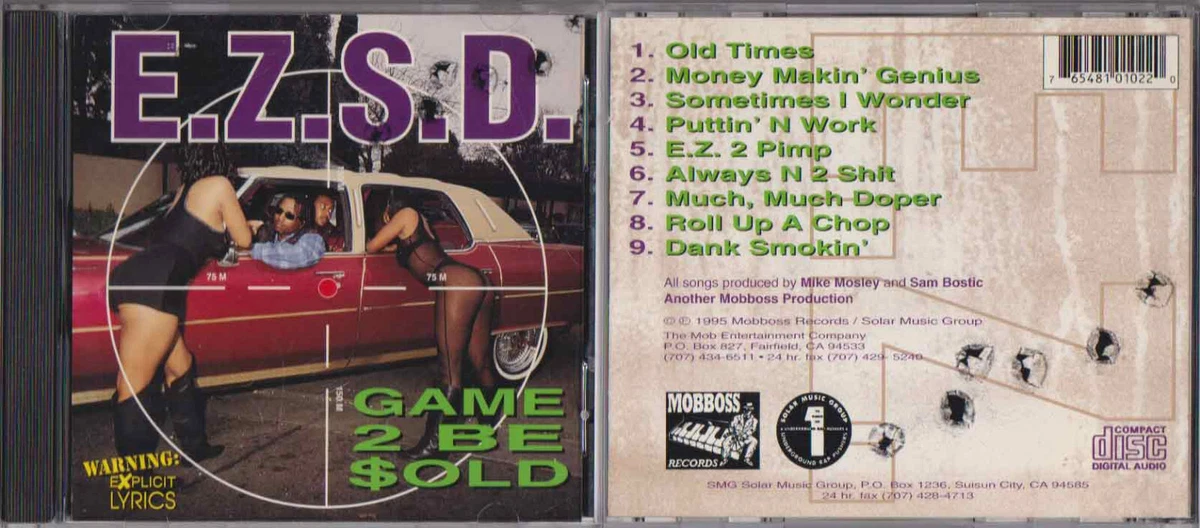 E.Z.S.D.
75 M
75 M
150 M
GAME
2 BE
$OLD
WARNING:
EXPLICIT
LYRICS
1. Old Times
2. Money Makin' Genius
3. Sometimes I Wonder
4. Puttin' N Work
5. E.Z. 2 Pimp
6. Always N 2 Shit
7. Much, Much Doper
8. Roll Up A Chop
9. Dank Smokin'
7 65481 01022 0
All songs produced by Mike Mosley and Sam Bostic
Another Mobboss Production
© ℗ 1995 Mobboss Records / Solar Music Group
The Mob Entertainment Company
P.O. Box 827, Fairfield, CA 94533
(707) 434-6511 • 24 hr. fax (707) 429- 5240
MOBBOSS
RECORDS
SOLAR MUSIC GROUP
UNDERGROUND RAP PUSHERS
COMPACT
disc
DIGITAL AUDIO
SMG Solar Music Group, P.O. Box 1236, Suisun City, CA 94585
24 hr. fax (707) 428-4713